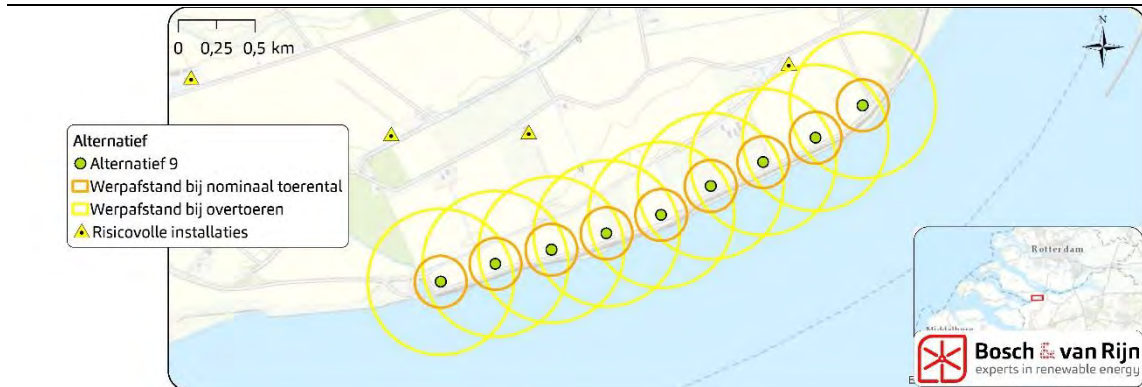 0 0,25 0,5 km
N
Alternatief
Alternatief 9
Werpafstand bij nominaal toerental
Werpafstand bij overtoeren
Risicovolle installaties
Rotterdam
Middelburg
Bosch & van Rijn
experts in renewable energy